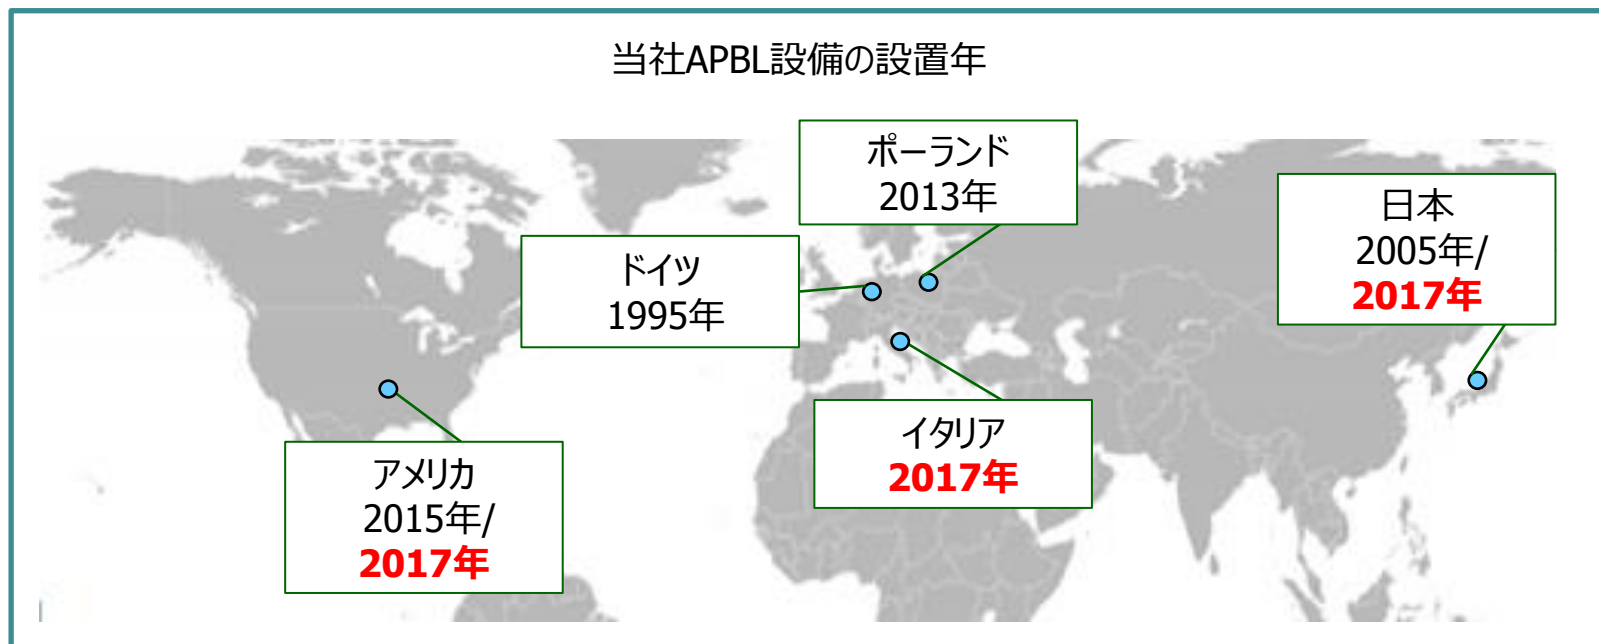 当社APBL設備の設置年
ポーランド
2013年
日本
2005年/
2017年
ドイツ
1995年
イタリア
2017年
アメリカ
2015年/
2017年